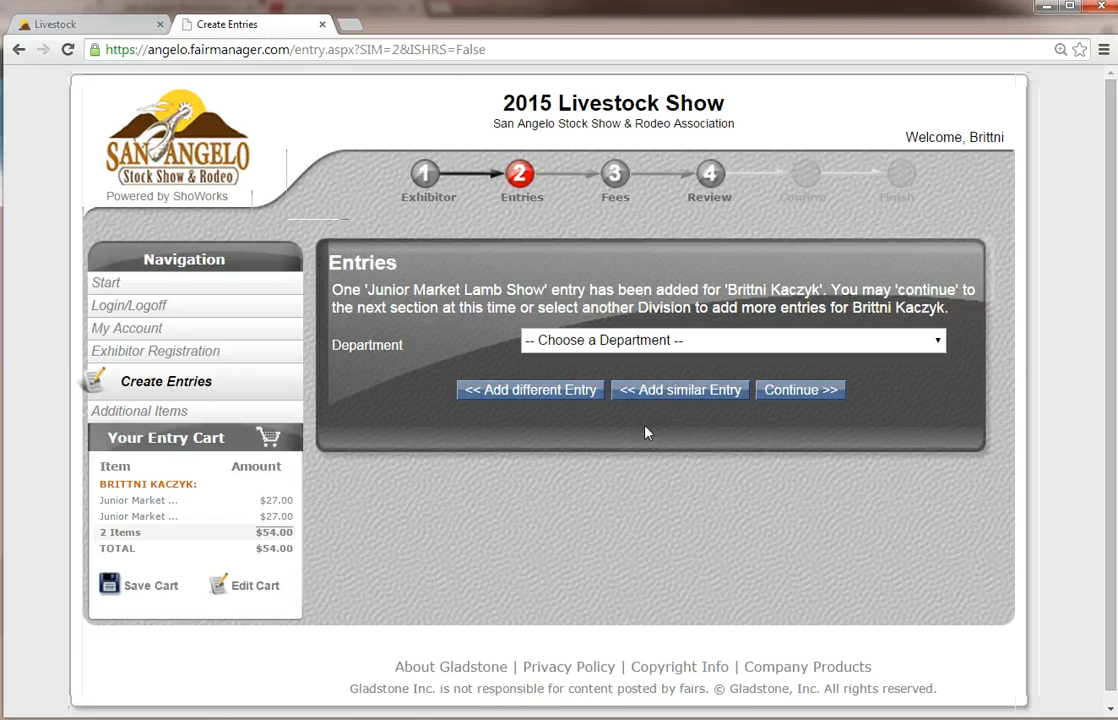 Livestock
Create Entries
https://angelo.fairmanager.com/entry.aspx?SIM=2&ISHRS=False
SAN ANGELO
Stock Show & Rodeo
Powered by ShoWorks
2015 Livestock Show
San Angelo Stock Show & Rodeo Association
Welcome, Brittni
1 2 3 4
Exhibitor Entries Fees Review Confirm Finish
Navigation
Start
Login/Logoff
My Account
Exhibitor Registration
Create Entries
Additional Items
Your Entry Cart
Item Amount
BRITTNI KACZYK:
Junior Market ... $27.00
Junior Market ... $27.00
2 Items $54.00
TOTAL $54.00
Save Cart Edit Cart
Entries
One 'Junior Market Lamb Show' entry has been added for 'Brittni Kaczyk'. You may 'continue' to
the next section at this time or select another Division to add more entries for Brittni Kaczyk.
Department -- Choose a Department --
<< Add different Entry << Add similar Entry Continue >>
About Gladstone | Privacy Policy | Copyright Info | Company Products
Gladstone Inc. is not responsible for content posted by fairs. © Gladstone, Inc. All rights reserved.